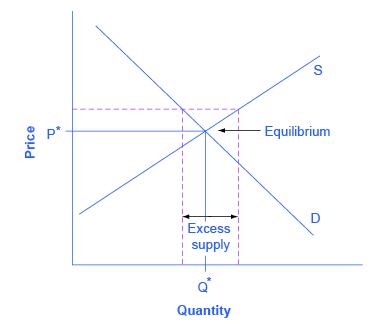 S
P*
Equilibrium
Price
D
Excess
supply
Q*
Quantity